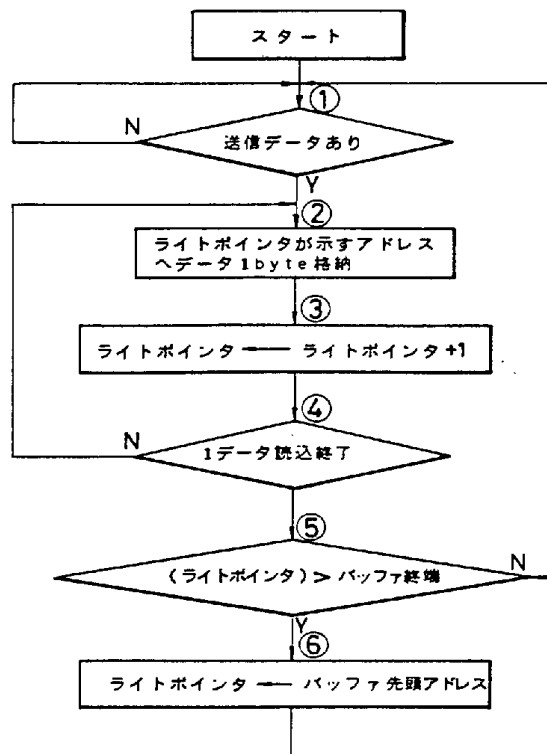 スタート
①
N
送信データあり
Y
②
ライトポインタが示すアドレス
へデータ1byte格納
③
ライトポインタ ← ライトポインタ+1
④
N
1データ読込終了
⑤
(ライトポインタ)>バッファ終端
N
Y
⑥
ライトポインタ ← バッファ先頭アドレス